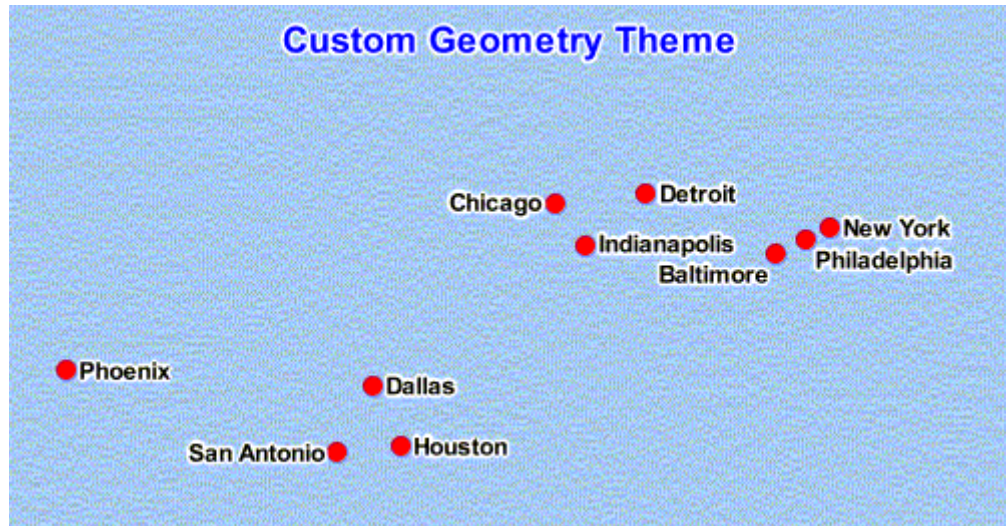 Custom Geometry Theme
Detroit
Chicago
New York
Indianapolis
Philadelphia
Baltimore
Phoenix
Dallas
Houston
San Antonio